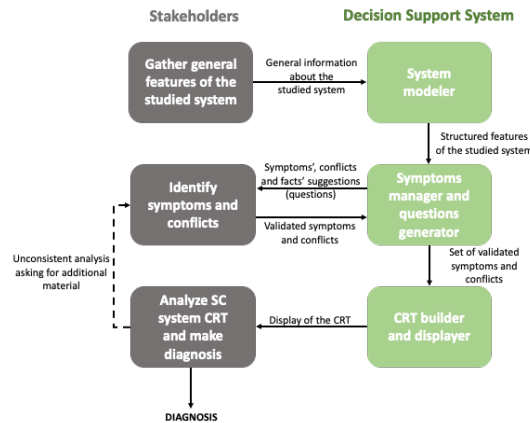 Stakeholders
Decision Support System
Gather general
features of the
studied system
General information
about the
studied system
System
modeler
Structured features
of the studied system
Identify
symptoms and
conflicts
Symptoms', conflicts
and facts' suggestions
(questions)
Validated symptoms
and conflicts
Symptoms
manager and
questions
generator
Unconsistent analysis
asking for additional
material
Set of validated
symptoms and
conflicts
Analyze SC
system CRT
and make
diagnosis
Display of the CRT
CRT builder
and displayer
DIAGNOSIS